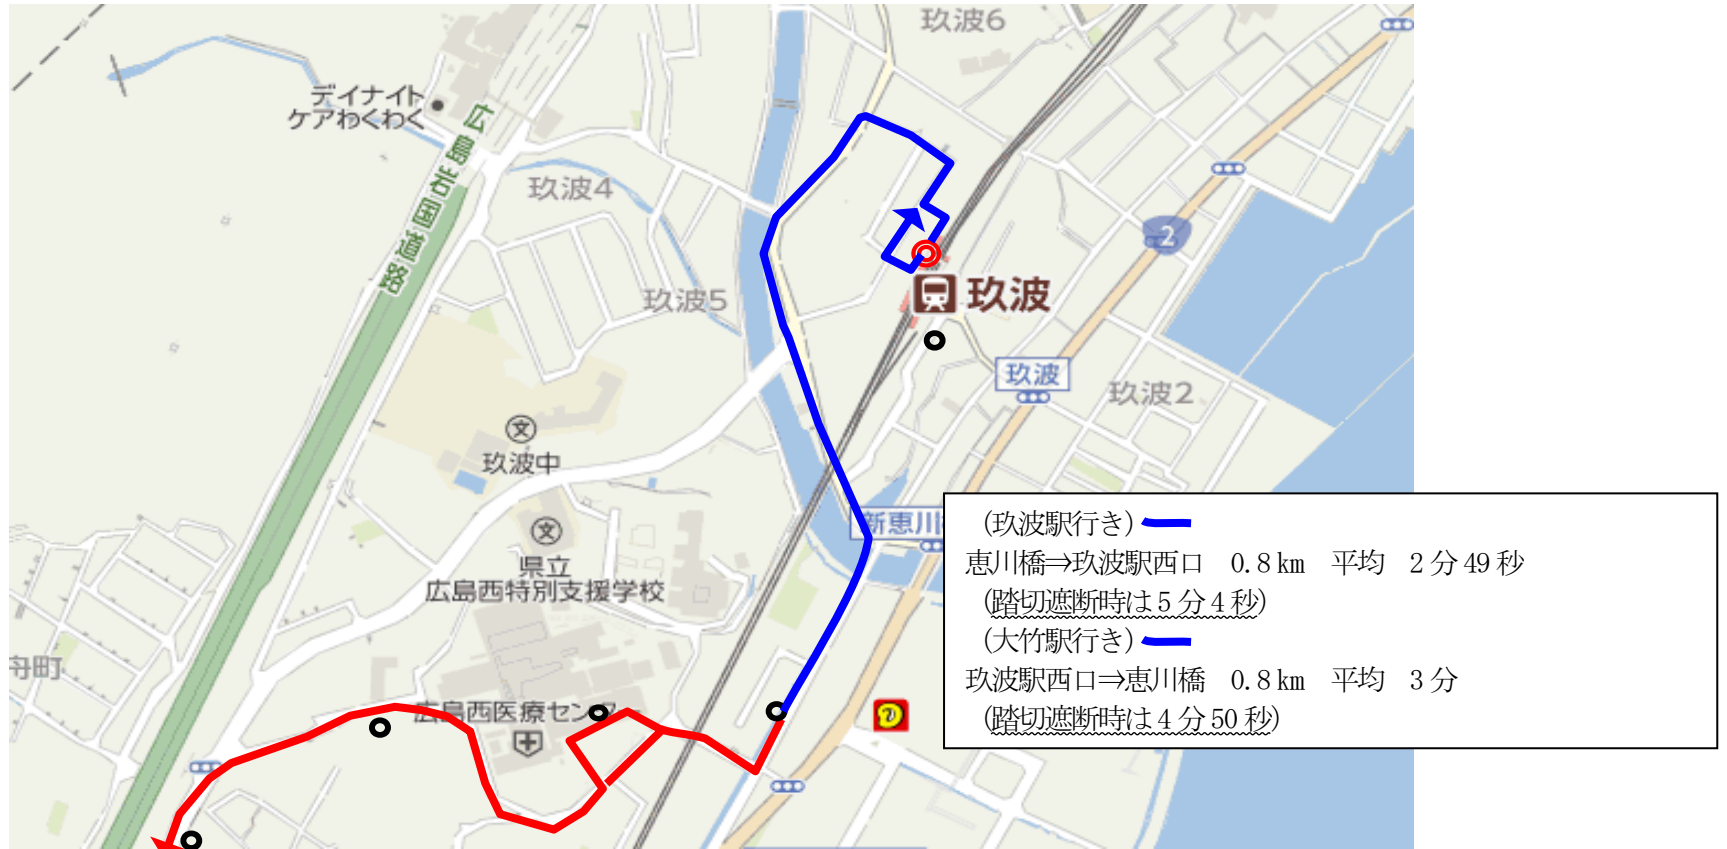 玖波6
デイナイト
ケアわくわく
広島岩国道路
玖波4
2
玖波5
玖波
玖波
玖波2
文
玖波中
新恵川
文
県立
広島西特別支援学校
舟町
広島西医療センター
(玖波駅行き)
恵川橋⇒玖波駅西口 0.8km 平均 2分49秒
(踏切遮断時は5分4秒)
(大竹駅行き)
玖波駅西口⇒恵川橋 0.8km 平均 3分
(踏切遮断時は4分50秒)